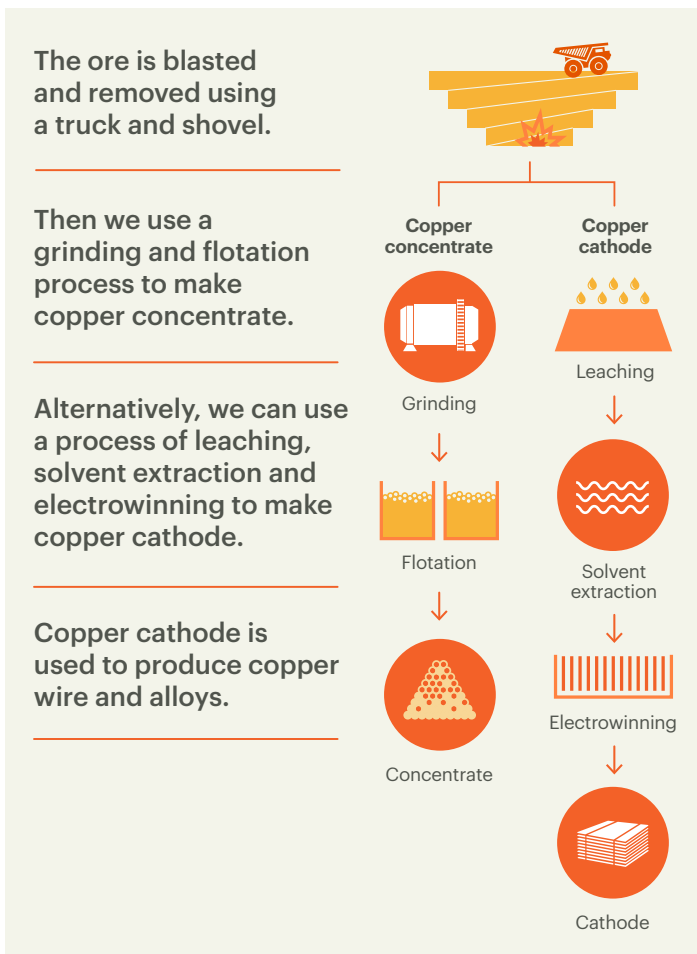 The ore is blasted
and removed using
a truck and shovel.
Then we use a
grinding and flotation
process to make
copper concentrate.
Alternatively, we can use
a process of leaching,
solvent extraction and
electrowinning to make
copper cathode.
Copper cathode is
used to produce copper
wire and alloys.
Copper
concentrate
Grinding
Flotation
Concentrate
Copper
cathode
Leaching
Solvent
extraction
Electrowinning
Cathode